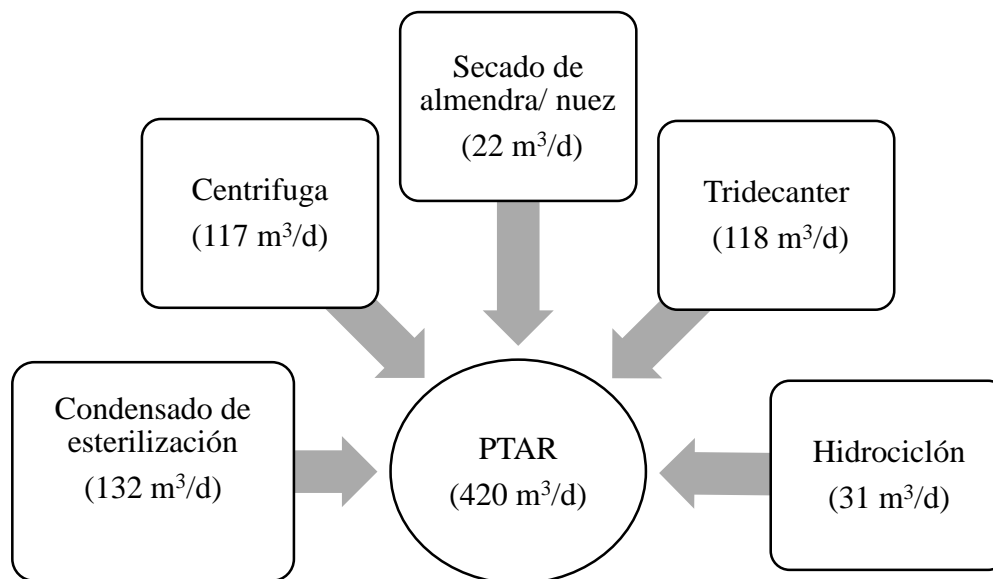 Secado de
almendra/ nuez
(22 m³/d)
Centrifuga
(117 m³/d)
Tridecanter
(118 m³/d)
Condensado de
esterilización
(132 m³/d)
PTAR
(420 m³/d)
Hidrociclón
(31 m³/d)